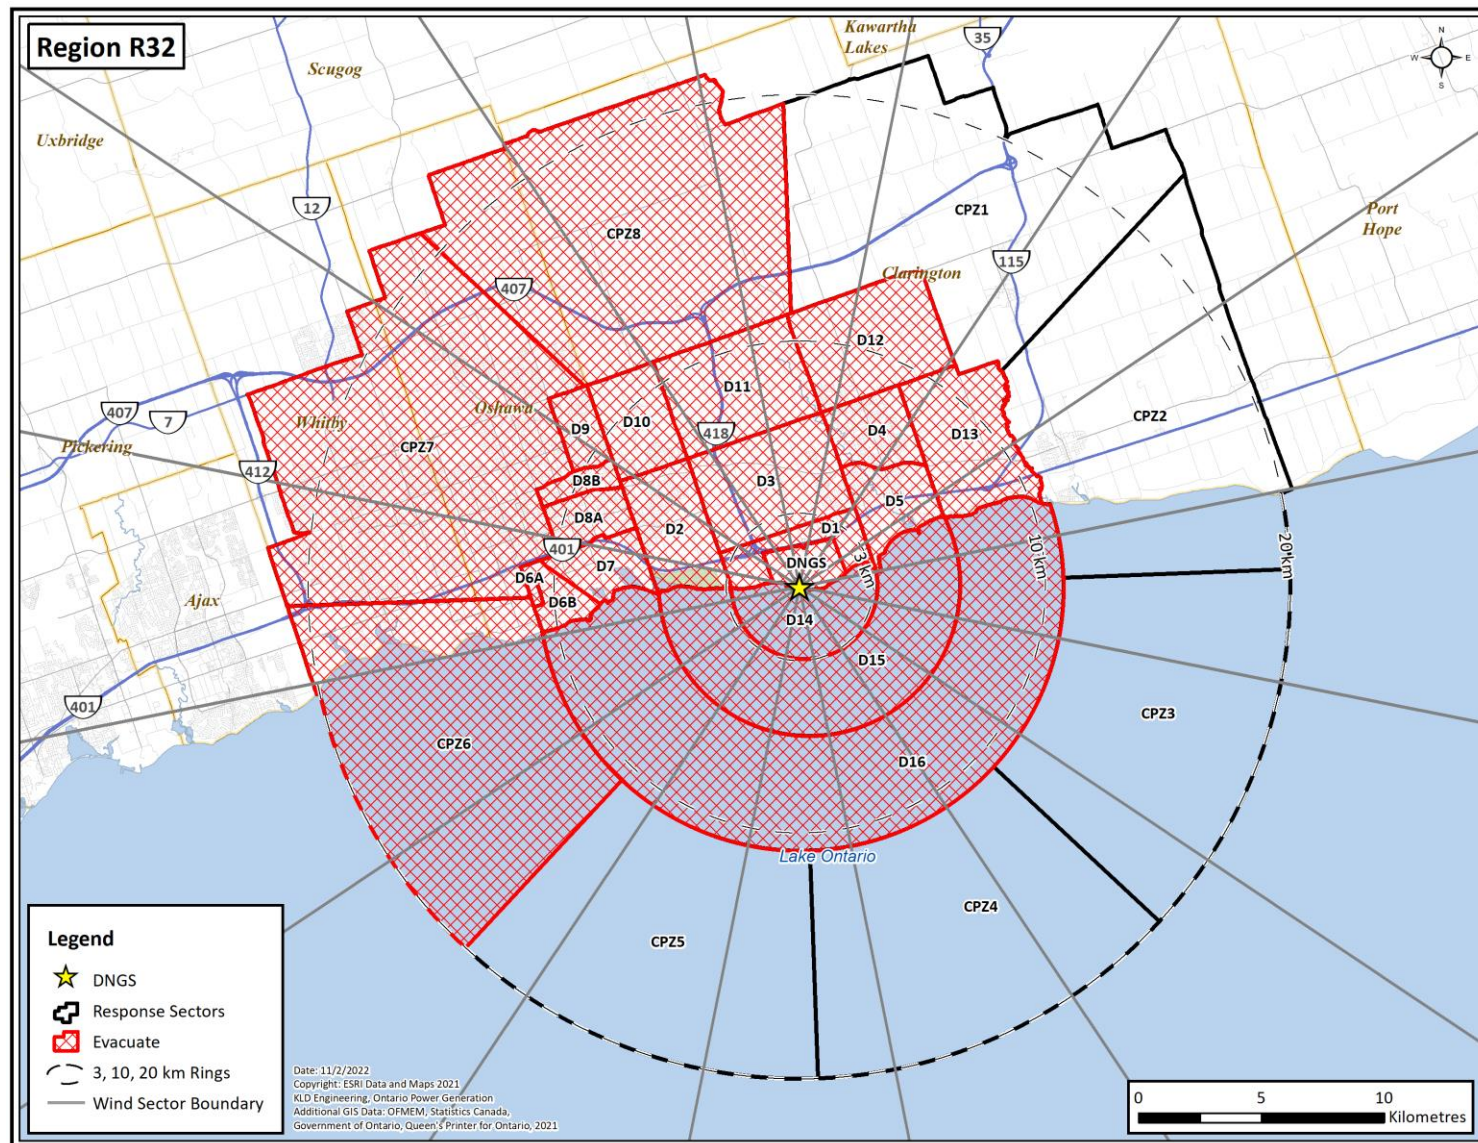 Region R32
Kawartha
Lakes
35
N
W
E
S
Scugog
Uxbridge
12
CPZ1
Port
Hope
CPZ8
115
Clarington
407
D12
D11
407
7
Oshawa
Whitby
D9
D10
418
D4
D13
CPZ2
Pickering
412
CPZ7
D8B
D3
D8A
D5
D2
D1
401
DNGS
3 km
10 km
20 km
D7
D6A
D6B
Ajax
D14
D15
401
CPZ6
CPZ3
D16
Lake Ontario
CPZ4
CPZ5
Legend
DNGS
Response Sectors
Evacuate
3, 10, 20 km Rings
Wind Sector Boundary
Date: 11/2/2022
Copyright: ESRI Data and Maps 2021
KLD Engineering, Ontario Power Generation
Additional GIS Data: OFMEM, Statistics Canada,
Government of Ontario, Queen's Printer for Ontario, 2021
0 5 10
Kilometres